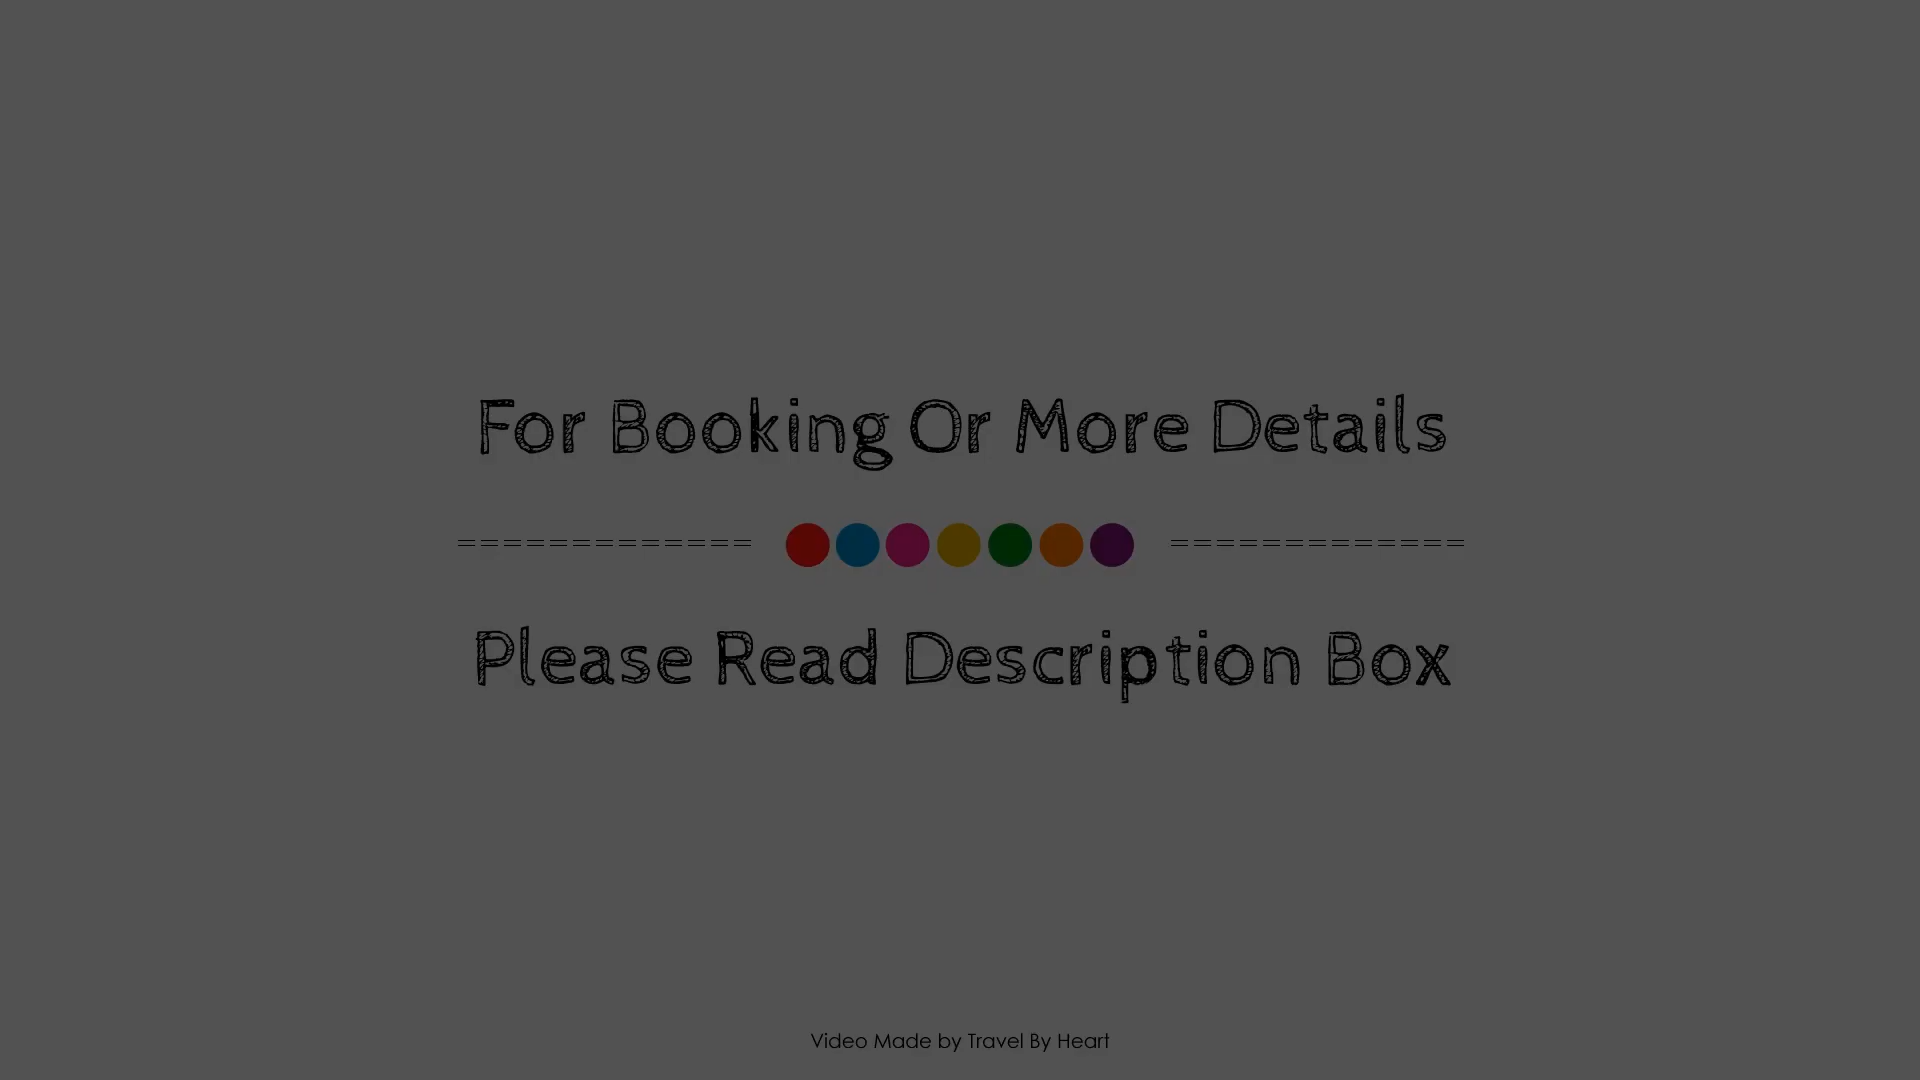 For Booking Or More Details
============= =============
Please Read Description Box
Video Made by Travel By Heart